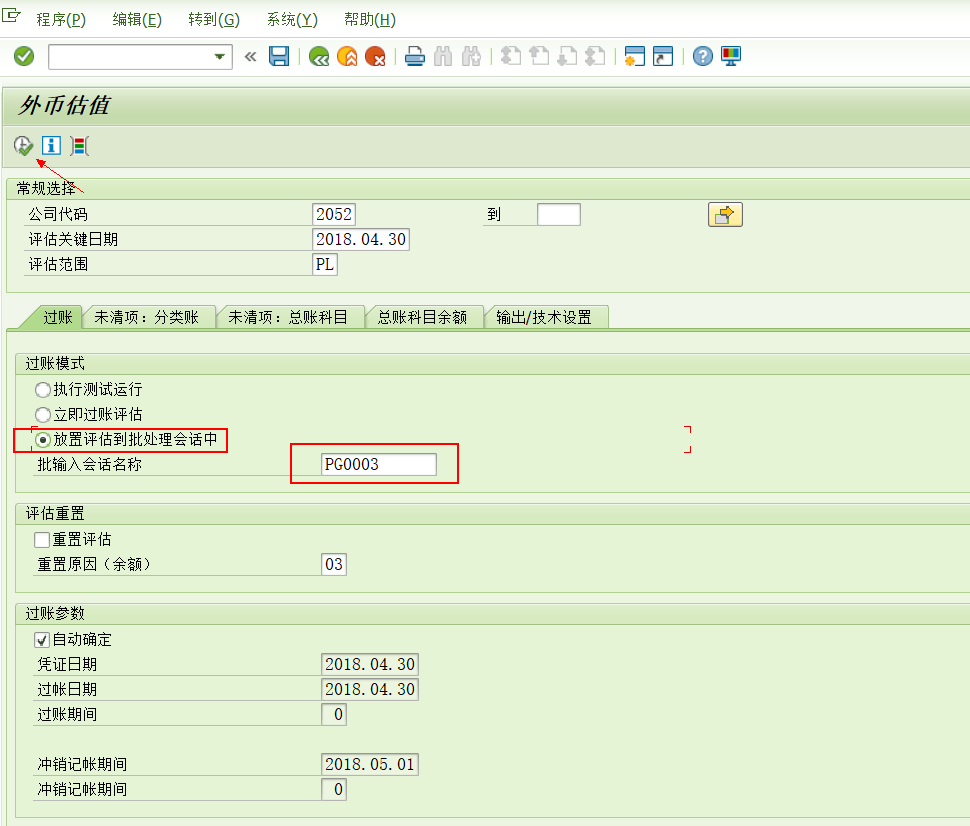 程序(P) 编辑(E) 转到(G) 系统(Y) 帮助(H)
外币估值
常规选择
公司代码 2052 到
评估关键日期 2018.04.30
评估范围 PL
过账 未清项：分类账 未清项：总账科目 总账科目余额 输出/技术设置
过账模式
执行测试运行
立即过账评估
放置评估到批处理会话中
批输入会话名称 PG0003
评估重置
重置评估
重置原因（余额） 03
过账参数
自动确定
凭证日期 2018.04.30
过帐日期 2018.04.30
过账期间 0
冲销记帐期间 2018.05.01
冲销记帐期间 0